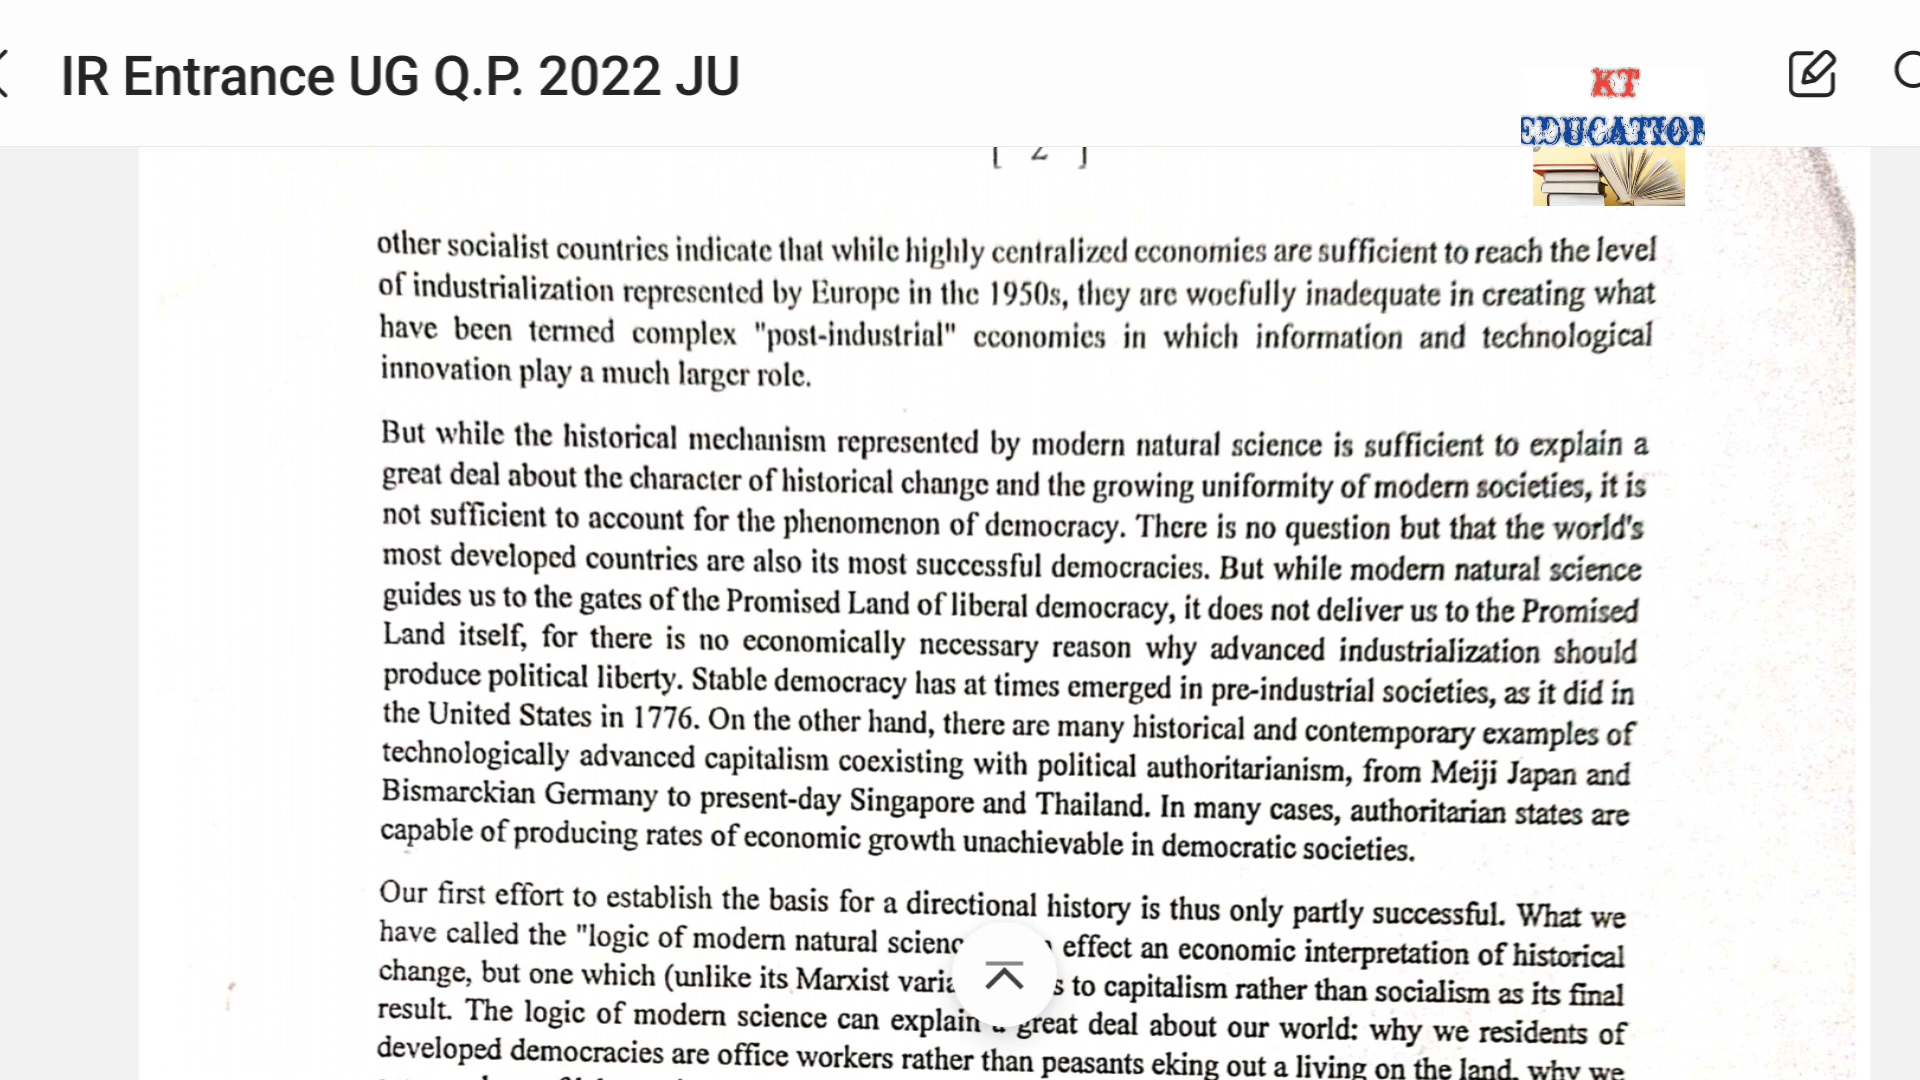 IR Entrance UG Q.P. 2022 JU
KT
EDUCATION
[ 2 ]
other socialist countries indicate that while highly centralized economies are sufficient to reach the level
of industrialization represented by Europe in the 1950s, they are woefully inadequate in creating what
have been termed complex "post-industrial" economies in which information and technological
innovation play a much larger role.
But while the historical mechanism represented by modern natural science is sufficient to explain a
great deal about the character of historical change and the growing uniformity of modern societies, it is
not sufficient to account for the phenomenon of democracy. There is no question but that the world's
most developed countries are also its most successful democracies. But while modern natural science
guides us to the gates of the Promised Land of liberal democracy, it does not deliver us to the Promised
Land itself, for there is no economically necessary reason why advanced industrialization should
produce political liberty. Stable democracy has at times emerged in pre-industrial societies, as it did in
the United States in 1776. On the other hand, there are many historical and contemporary examples of
technologically advanced capitalism coexisting with political authoritarianism, from Meiji Japan and
Bismarckian Germany to present-day Singapore and Thailand. In many cases, authoritarian states are
capable of producing rates of economic growth unachievable in democratic societies.
Our first effort to establish the basis for a directional history is thus only partly successful. What we
have called the "logic of modern natural scienc effect an economic interpretation of historical
change, but one which (unlike its Marxist varia s to capitalism rather than socialism as its final
result. The logic of modern science can explain a great deal about our world: why we residents of
developed democracies are office workers rather than peasants eking out a living on the land, why we